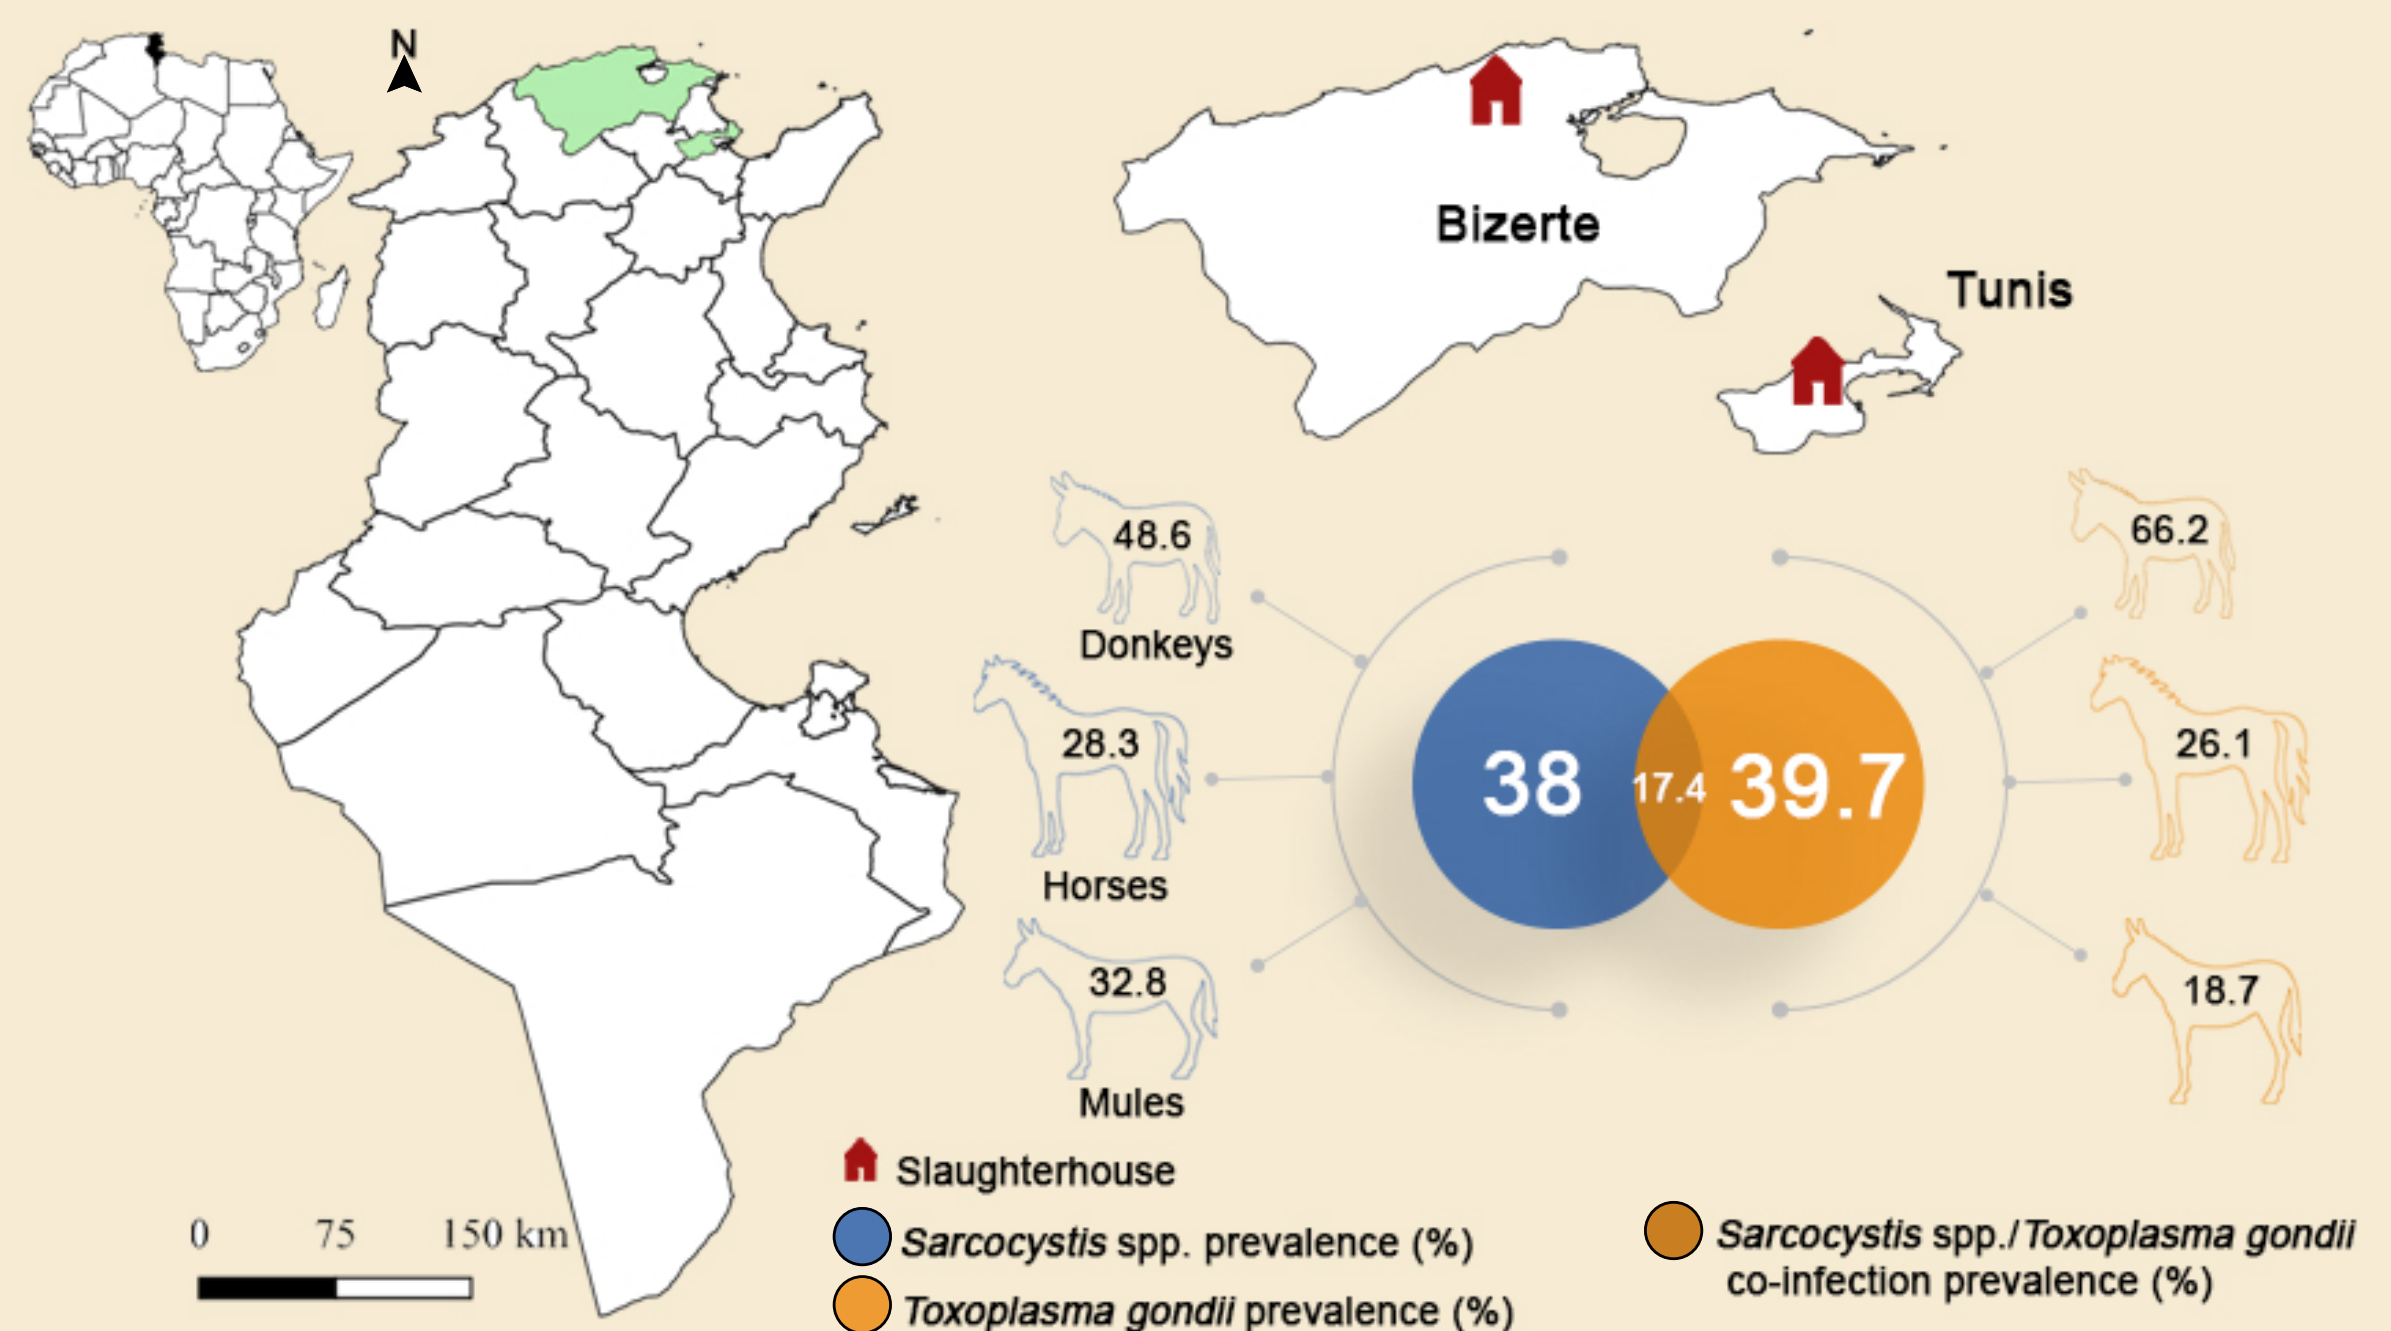 N
Bizerte
Tunis
48.6
Donkeys
28.3
Horses
32.8
Mules
38
17.4
39.7
66.2
26.1
18.7
Slaughterhouse
Sarcocystis spp. prevalence (%)
Toxoplasma gondii prevalence (%)
Sarcocystis spp./Toxoplasma gondii
co-infection prevalence (%)
0 75 150 km